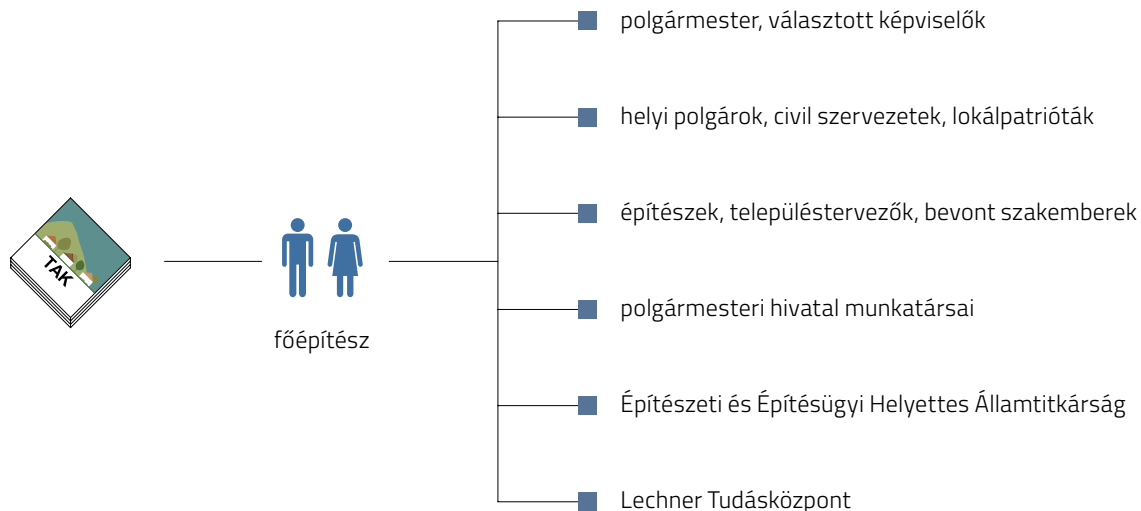 polgármester, választott képviselők
helyi polgárok, civil szervezetek, lokálpatrióták
építészek, településtervezők, bevont szakemberek
TAK
polgármesteri hivatal munkatársai
főépítész
Építészeti és Építésügyi Helyettes Államtitkárság
Lechner Tudásközpont